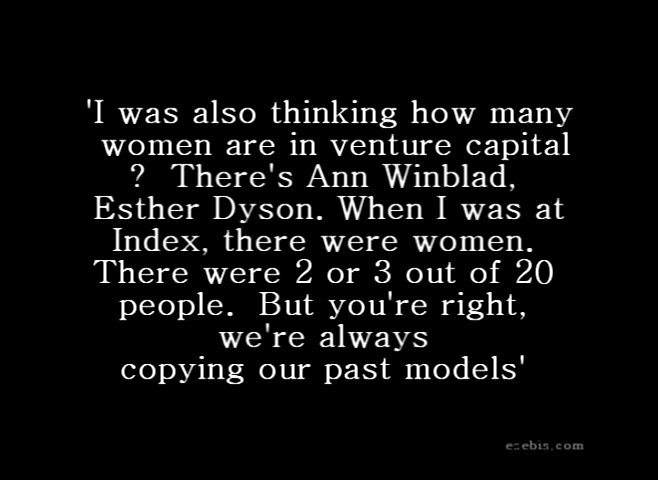 'I was also thinking how many
women are in venture capital
? There's Ann Winblad,
Esther Dyson. When I was at
Index, there were women.
There were 2 or 3 out of 20
people. But you're right,
we're always
copying our past models'
ezebis.com